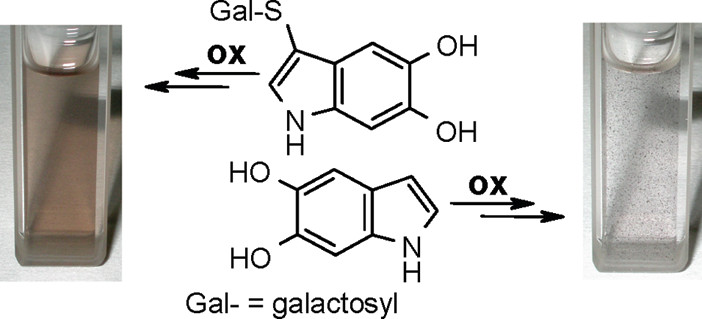 Gal-S
OX
OH
OH
N
H
HO
HO
OX
N
H
Gal- = galactosyl